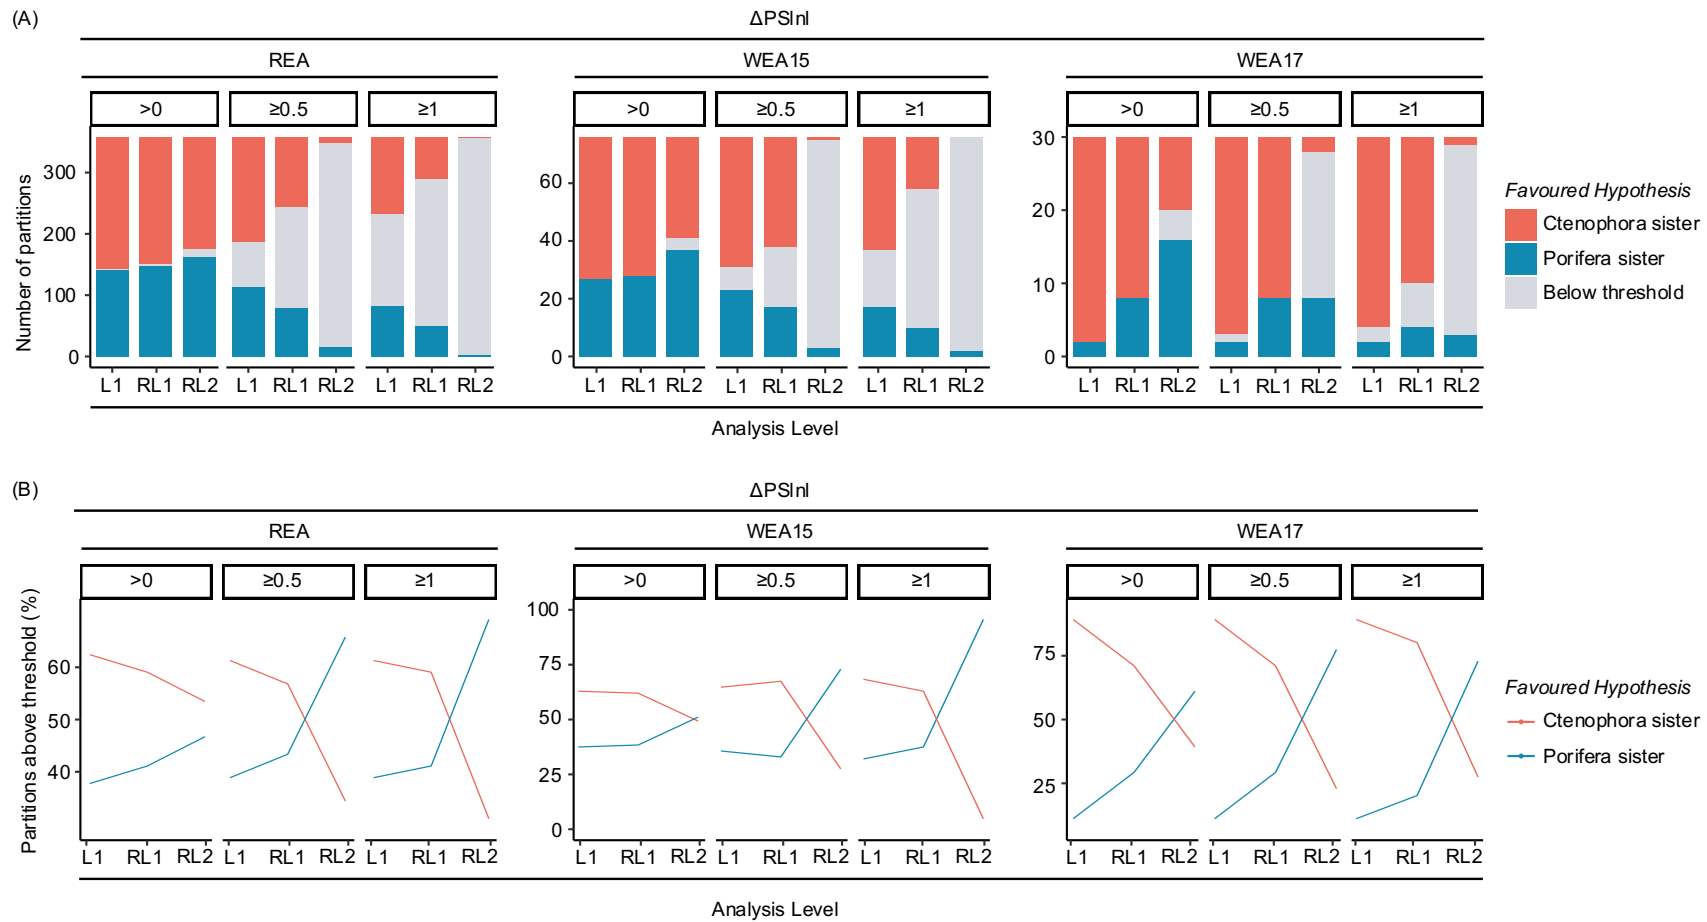 (A)
ΔPSlnl
REA
WEA15
WEA17
>0
≥0.5
≥1
>0
≥0.5
≥1
>0
≥0.5
≥1
Number of partitions
300
200
100
0
60
40
20
0
30
20
10
0
L1 RL1 RL2 L1 RL1 RL2 L1 RL1 RL2
L1 RL1 RL2 L1 RL1 RL2 L1 RL1 RL2
L1 RL1 RL2 L1 RL1 RL2 L1 RL1 RL2
Analysis Level
Favoured Hypothesis
Ctenophora sister
Porifera sister
Below threshold
(B)
ΔPSlnl
REA
WEA15
WEA17
>0
≥0.5
≥1
>0
≥0.5
≥1
>0
≥0.5
≥1
Partitions above threshold (%)
60
50
40
100
75
50
25
0
75
50
25
L1 RL1 RL2 L1 RL1 RL2 L1 RL1 RL2
L1 RL1 RL2 L1 RL1 RL2 L1 RL1 RL2
L1 RL1 RL2 L1 RL1 RL2 L1 RL1 RL2
Analysis Level
Favoured Hypothesis
Ctenophora sister
Porifera sister